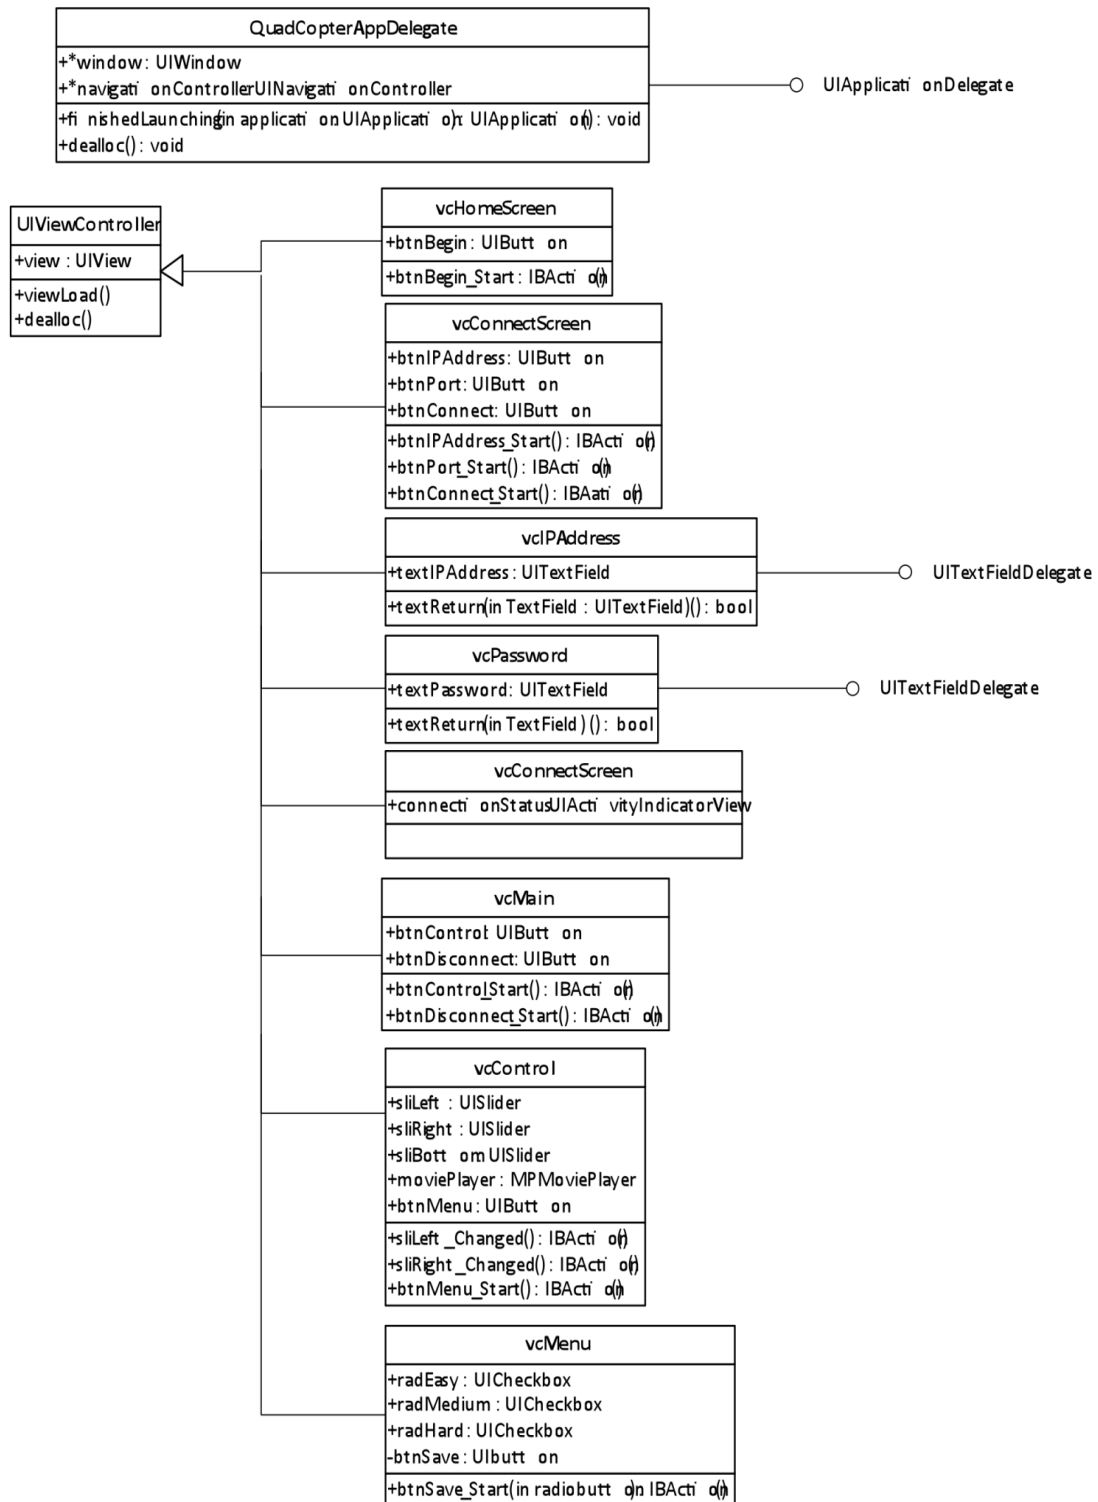 QuadCopterAppDelegate
+*window : UIWindow
+*navigati onControllerUINavigati onController
+fi nishedLaunching(in applicati on UIApplicati o): UIApplicati on() : void
+dealloc() : void
UIApplicati onDelegate
UIViewController
+view : UIView
+viewLoad()
+dealloc()
vcHomeScreen
+btnBegin : UIButt on
+btnBegin_Start : IBActi on()
vcConnectScreen
+btnIPAddress : UIButt on
+btnPort : UIButt on
+btnConnect : UIButt on
+btnIPAddress_Start() : IBActi on()
+btnPort_Start() : IBActi on()
+btnConnect_Start() : IBAati on()
vcIPAddress
+textIPAddress : UITextField
+textReturn(in TextField : UITextField)() : bool
UITextFieldDelegate
vcPassword
+textPassword : UITextField
+textReturn(in TextField )() : bool
UITextFieldDelegate
vcConnectScreen
+connecti onStatusUIActi vityIndicatorView
vcMain
+btnControl: UIButt on
+btnDisconnect: UIButt on
+btnControl_Start() : IBActi on()
+btnDisconnect_Start() : IBActi on()
vcControl
+sliLeft : UISlider
+sliRight : UISlider
+sliBott om: UISlider
+moviePlayer : MPMoviePlayer
+btnMenu : UIButt on
+sliLeft _Changed() : IBActi on()
+sliRight _Changed() : IBActi on()
+btnMenu_Start() : IBActi on()
vcMenu
+radEasy : UICheckbox
+radMedium : UICheckbox
+radHard : UICheckbox
-btnSave : UIbutt on
+btnSave_Start(in radiobutt on) IBActi on()